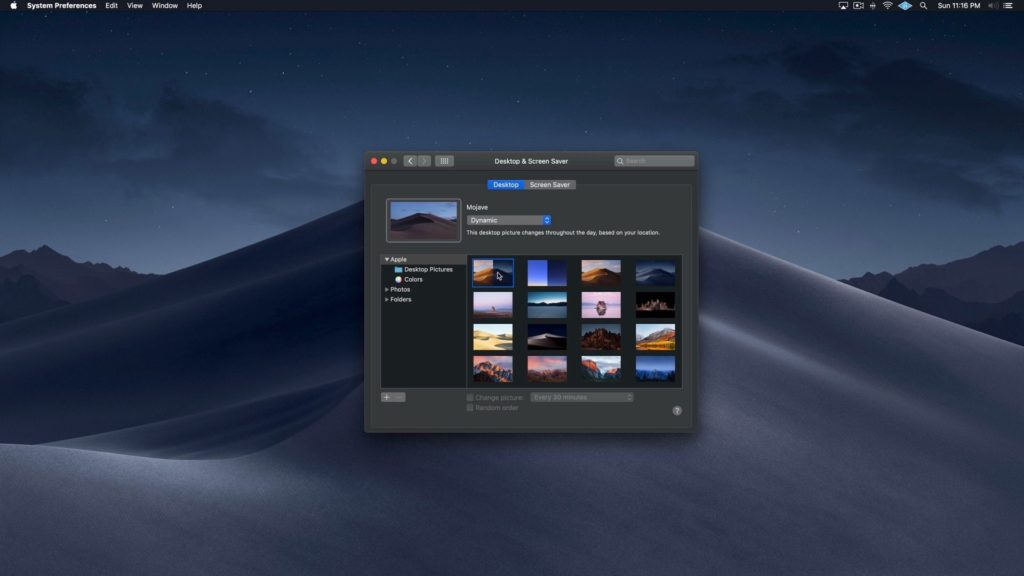 System Preferences Edit View Window Help Sun 11:16 PM
Desktop & Screen Saver Search
Desktop Screen Saver
Mojave
Dynamic
This desktop picture changes throughout the day, based on your location.
Apple
Desktop Pictures
Colors
Photos
Folders
+ − Change picture: Every 30 minutes
Random order
?